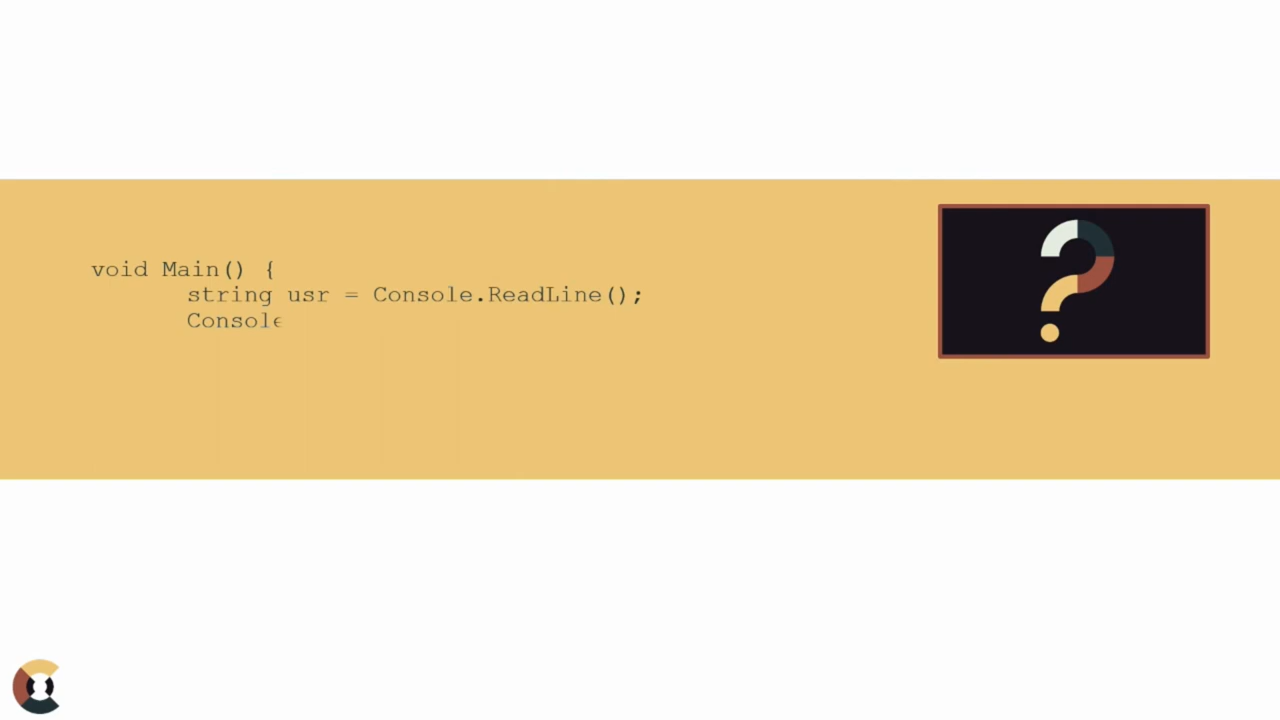 void Main() {
string usr = Console.ReadLine();
Console
?